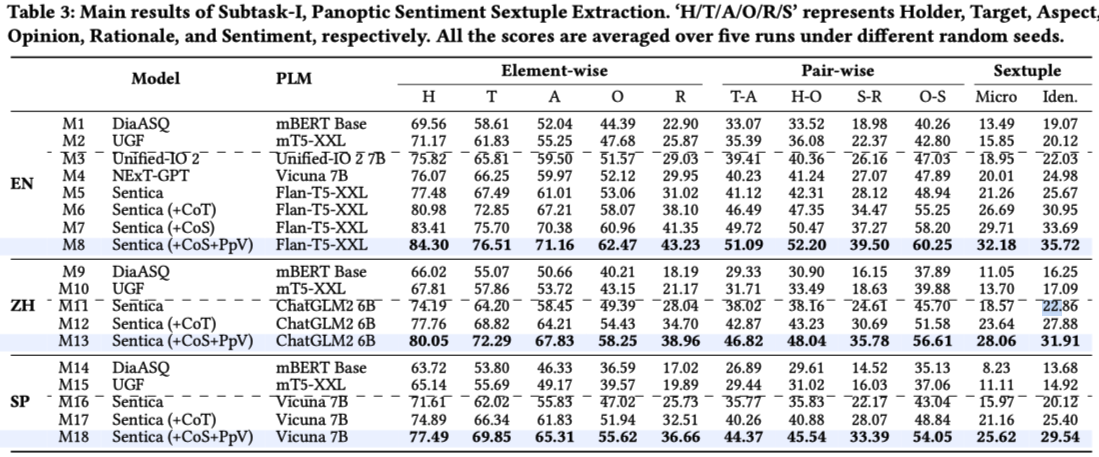 Table 3: Main results of Subtask-I, Panoptic Sentiment Sextuple Extraction. ‘H/T/A/O/R/S’ represents Holder, Target, Aspect,
Opinion, Rationale, and Sentiment, respectively. All the scores are averaged over five runs under different random seeds.
Model PLM Element-wise Pair-wise Sextuple
H T A O R T-A H-O S-R O-S Micro Iden.
M1 DiaASQ mBERT Base 69.56 58.61 52.04 44.39 22.90 33.07 33.52 18.98 40.26 13.49 19.07
M2 UGF mT5-XXL 71.17 61.83 55.25 47.68 25.87 35.39 36.08 22.37 42.80 15.85 20.12
M3 Unified-IO 2 Unified-IO 2 7B 75.82 65.81 59.50 51.57 29.03 39.41 40.36 26.16 47.03 18.95 22.03
EN M4 NExT-GPT Vicuna 7B 76.07 66.25 59.97 52.12 29.95 40.23 41.24 27.07 47.89 20.01 24.98
M5 Sentica Flan-T5-XXL 77.48 67.49 61.01 53.06 31.02 41.12 42.31 28.12 48.94 21.26 25.67
M6 Sentica (+CoT) Flan-T5-XXL 80.98 72.85 67.21 58.07 38.10 46.49 47.35 34.47 55.25 26.69 30.95
M7 Sentica (+CoS) Flan-T5-XXL 83.41 75.70 70.38 60.96 41.35 49.72 50.47 37.27 58.20 29.71 33.69
M8 Sentica (+CoS+PpV) Flan-T5-XXL 84.30 76.51 71.16 62.47 43.23 51.09 52.20 39.50 60.25 32.18 35.72
M9 DiaASQ mBERT Base 66.02 55.07 50.66 40.21 18.19 29.33 30.90 16.15 37.89 11.05 16.25
M10 UGF mT5-XXL 67.81 57.86 53.72 43.15 21.17 31.71 33.49 18.63 39.88 13.70 17.09
ZH M11 Sentica ChatGLM2 6B 74.19 64.20 58.45 49.39 28.04 38.02 38.16 24.61 45.70 18.57 22.86
M12 Sentica (+CoT) ChatGLM2 6B 77.76 68.82 64.21 54.43 34.70 42.87 43.23 30.69 51.58 23.64 27.88
M13 Sentica (+CoS+PpV) ChatGLM2 6B 80.05 72.29 67.83 58.25 38.96 46.82 48.04 35.78 56.61 28.06 31.91
M14 DiaASQ mBERT Base 63.72 53.80 46.33 36.59 17.02 26.89 29.61 14.52 35.13 8.23 13.68
M15 UGF mT5-XXL 65.14 55.69 49.17 39.57 19.89 29.44 31.02 16.03 37.06 11.11 14.92
SP M16 Sentica Vicuna 7B 71.61 62.02 55.83 47.02 25.73 35.77 35.83 22.17 43.04 15.97 20.12
M17 Sentica (+CoT) Vicuna 7B 74.89 66.34 61.83 51.94 32.51 40.26 40.88 28.07 48.84 21.16 25.40
M18 Sentica (+CoS+PpV) Vicuna 7B 77.49 69.85 65.31 55.62 36.66 44.37 45.54 33.39 54.05 25.62 29.54